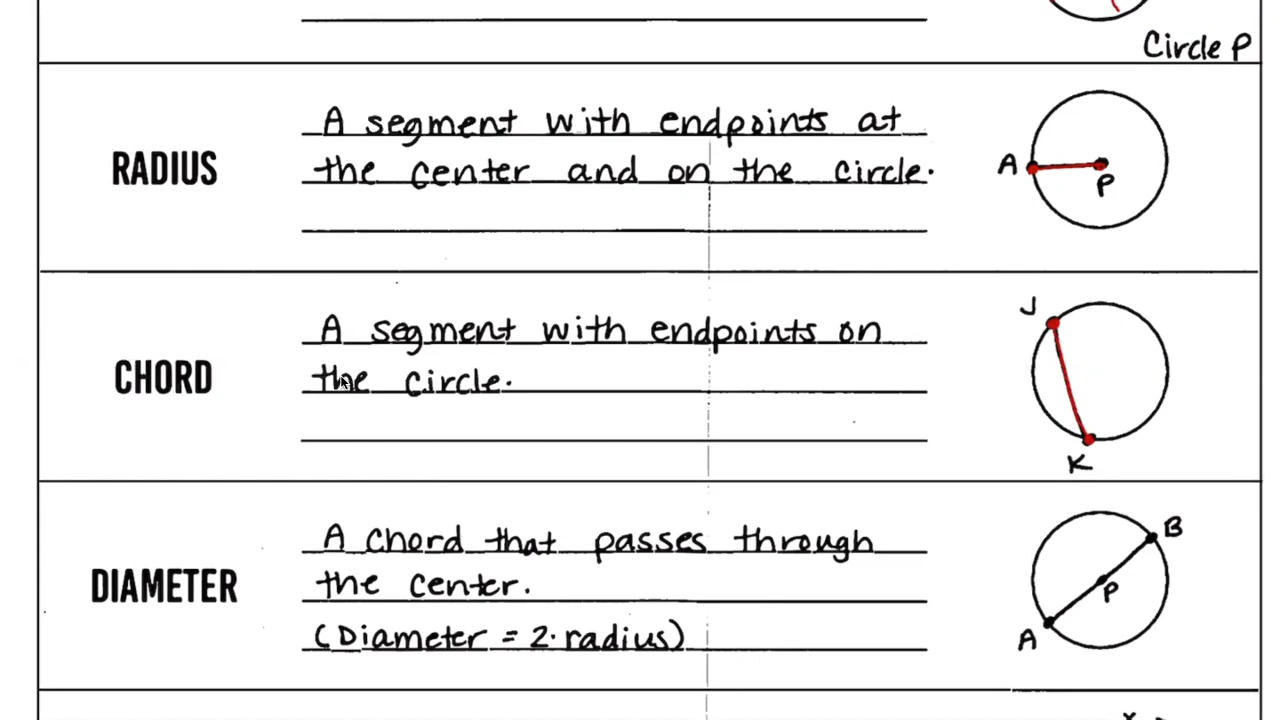 Circle P
RADIUS
A segment with endpoints at
the center and on the circle.
A
P
CHORD
A segment with endpoints on
the circle.
J
K
DIAMETER
A chord that passes through
the center.
(Diameter = 2· radius)
B
P
A